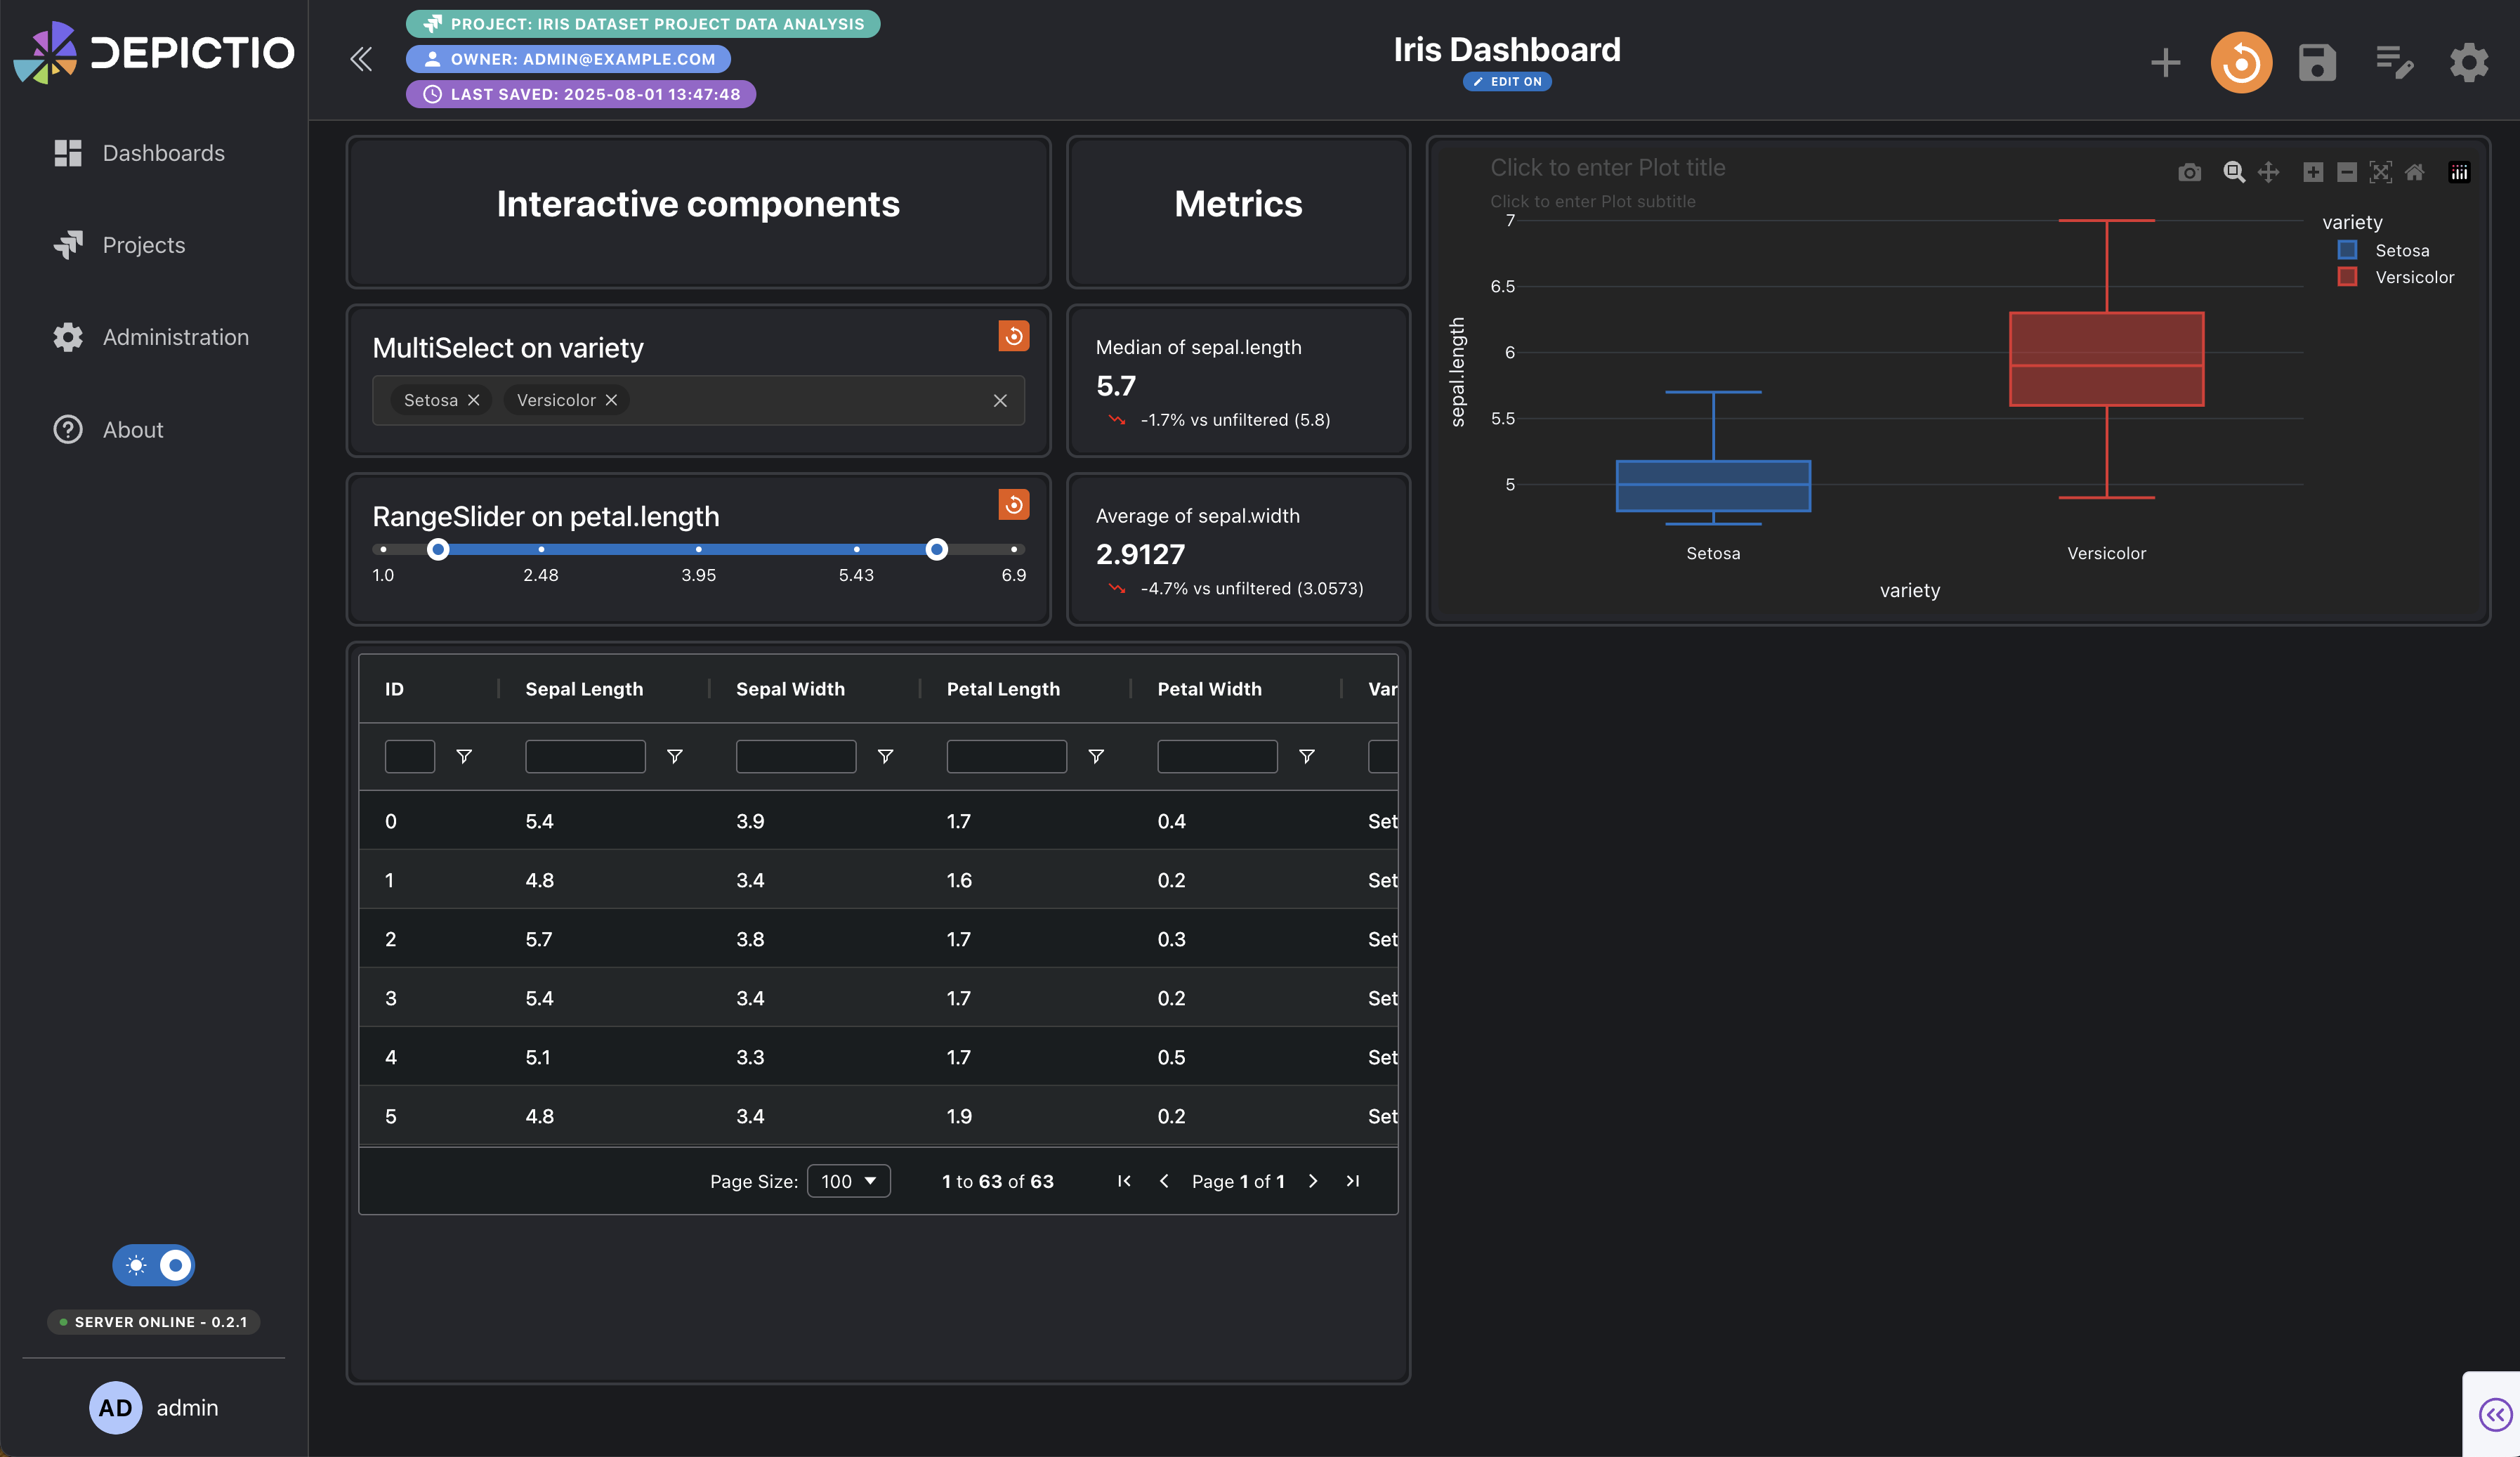 DEPICTIO
Dashboards
Projects
Administration
About
SERVER ONLINE - 0.2.1
AD
admin
PROJECT: IRIS DATASET PROJECT DATA ANALYSIS
OWNER: ADMIN@EXAMPLE.COM
LAST SAVED: 2025-08-01 13:47:48
Iris Dashboard
EDIT ON
Interactive components
Metrics
MultiSelect on variety
Setosa
Versicolor
Median of sepal.length
5.7
-1.7% vs unfiltered (5.8)
RangeSlider on petal.length
1.0 2.48 3.95 5.43 6.9
Average of sepal.width
2.9127
-4.7% vs unfiltered (3.0573)
Click to enter Plot title
Click to enter Plot subtitle
7
6.5
6
5.5
5
sepal.length
Setosa Versicolor
variety
variety
Setosa
Versicolor
ID Sepal Length Sepal Width Petal Length Petal Width Var
0 5.4 3.9 1.7 0.4 Set
1 4.8 3.4 1.6 0.2 Set
2 5.7 3.8 1.7 0.3 Set
3 5.4 3.4 1.7 0.2 Set
4 5.1 3.3 1.7 0.5 Set
5 4.8 3.4 1.9 0.2 Set
Page Size: 100 1 to 63 of 63 Page 1 of 1